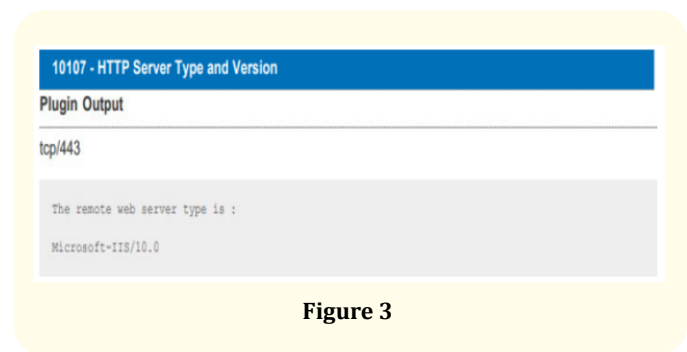 10107 - HTTP Server Type and Version
Plugin Output
tcp/443
The remote web server type is :
Microsoft-IIS/10.0
Figure 3